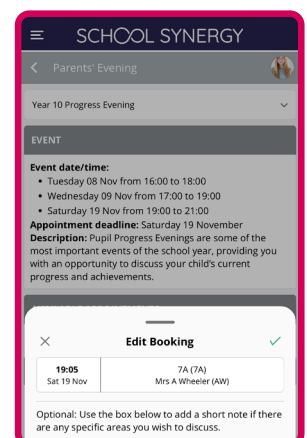 SCHOOL SYNERGY
Parents' Evening
Year 10 Progress Evening
EVENT
Event date/time:
• Tuesday 08 Nov from 16:00 to 18:00
• Wednesday 09 Nov from 17:00 to 19:00
• Saturday 19 Nov from 19:00 to 21:00
Appointment deadline: Saturday 19 November
Description: Pupil Progress Evenings are some of the
most important events of the school year, providing you
with an opportunity to discuss your child's current
progress and achievements.
Edit Booking
19:05 7A (7A)
Sat 19 Nov Mrs A Wheeler (AW)
Optional: Use the box below to add a short note if there
are any specific areas you wish to discuss.